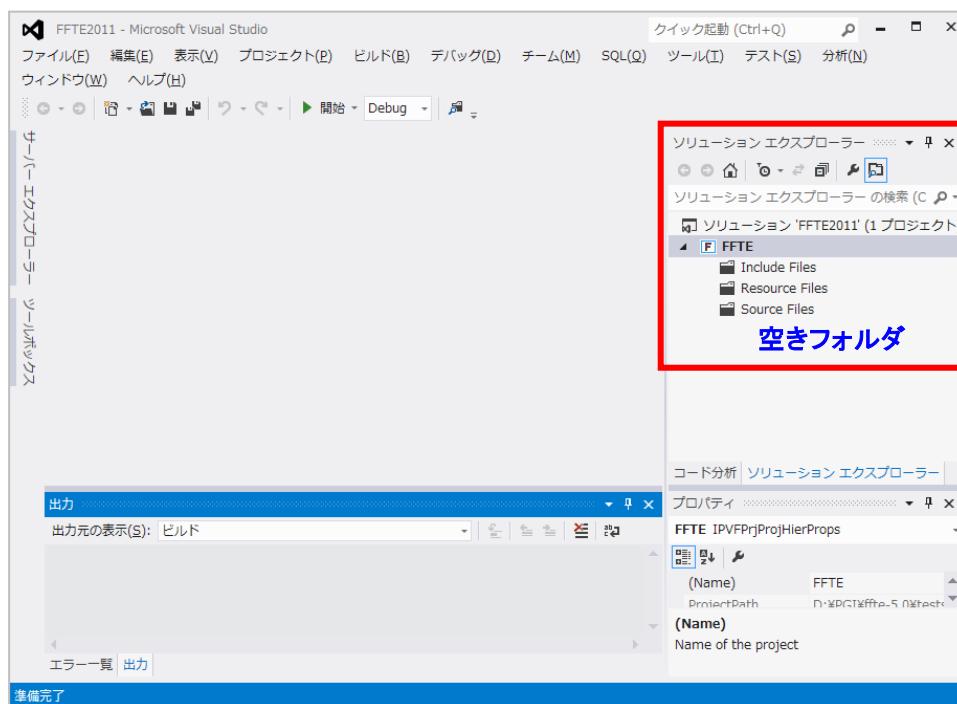 FFTE2011 - Microsoft Visual Studio
クイック起動 (Ctrl+Q)
ファイル(F) 編集(E) 表示(V) プロジェクト(P) ビルド(B) デバッグ(D) チーム(M) SQL(Q) ツール(T) テスト(S) 分析(N)
ウィンドウ(W) ヘルプ(H)
開始 Debug
サーバー エクスプローラー
ツールボックス
ソリューション エクスプローラー
ソリューション エクスプローラー の検索 (C
ソリューション 'FFTE2011' (1 プロジェクト
FFTE
Include Files
Resource Files
Source Files
空きフォルダ
コード分析 ソリューション エクスプローラー
出力
出力元の表示(S): ビルド
エラー一覧 出力
プロパティ
FFTE IPVFPrjProjHierProps
(Name) FFTE
ProjectPath D:¥PGI¥ffte-5.0¥tests
(Name)
Name of the project
準備完了